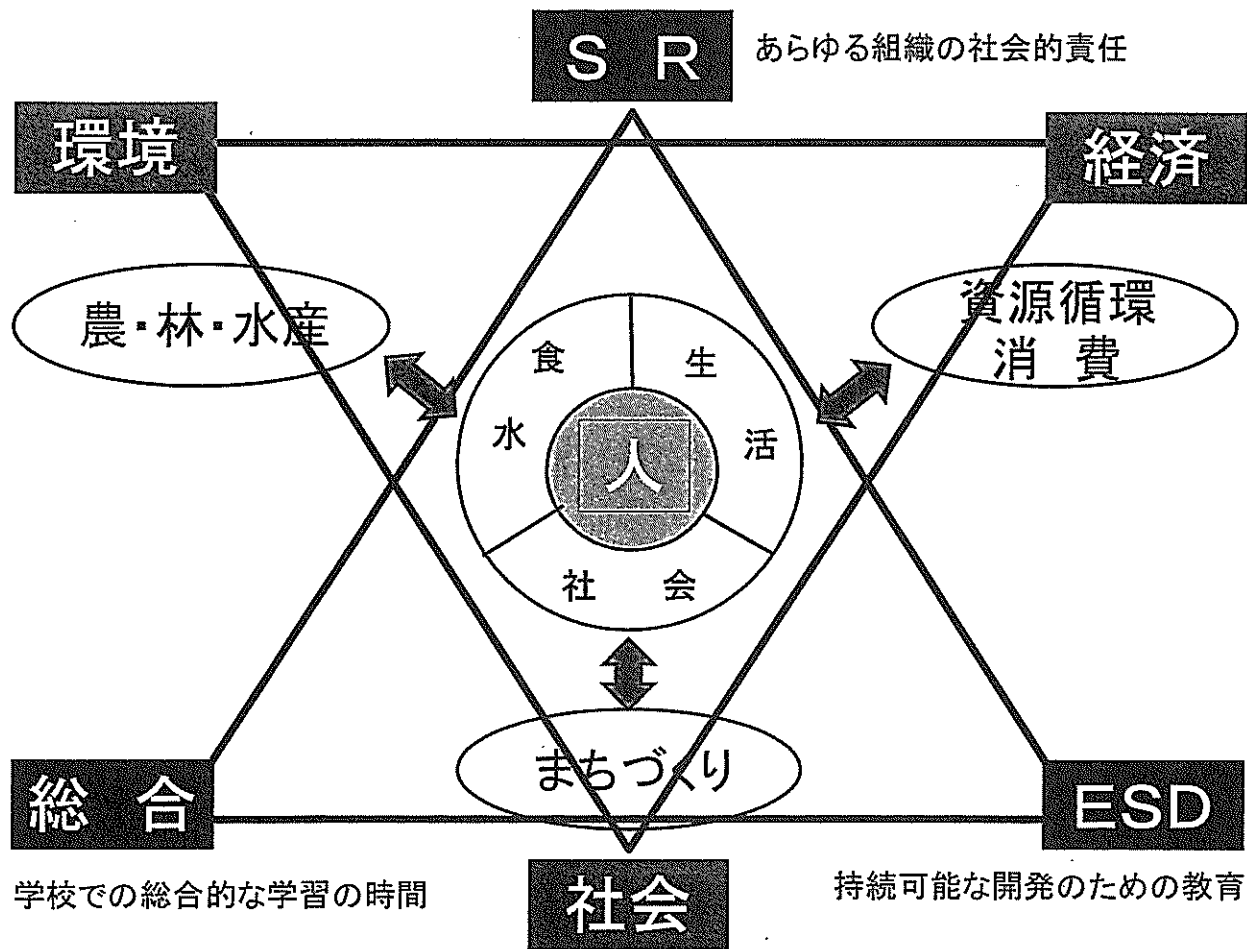 S R
あらゆる組織の社会的責任
環境
経済
農・林・水産
資源循環
消 費
食
生
水
活
人
社 会
まちづくり
総 合
ESD
学校での総合的な学習の時間
社会
持続可能な開発のための教育